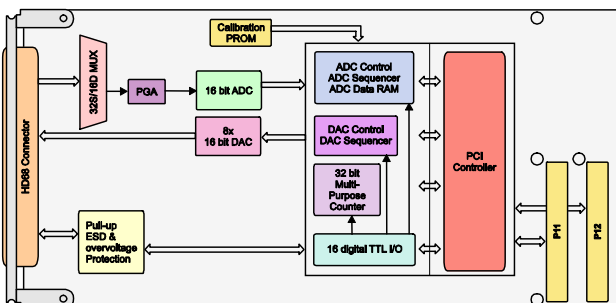 Calibration
PROM
HD68 Connector
32S/16D MUX
PGA
16 bit ADC
ADC Control
ADC Sequencer
ADC Data RAM
8x
16 bit DAC
DAC Control
DAC Sequencer
PCI
Controller
32 bit
Multi-
Purpose
Counter
Pull-up
ESD &
overvoltage
Protection
16 digital TTL I/O
P11
P12